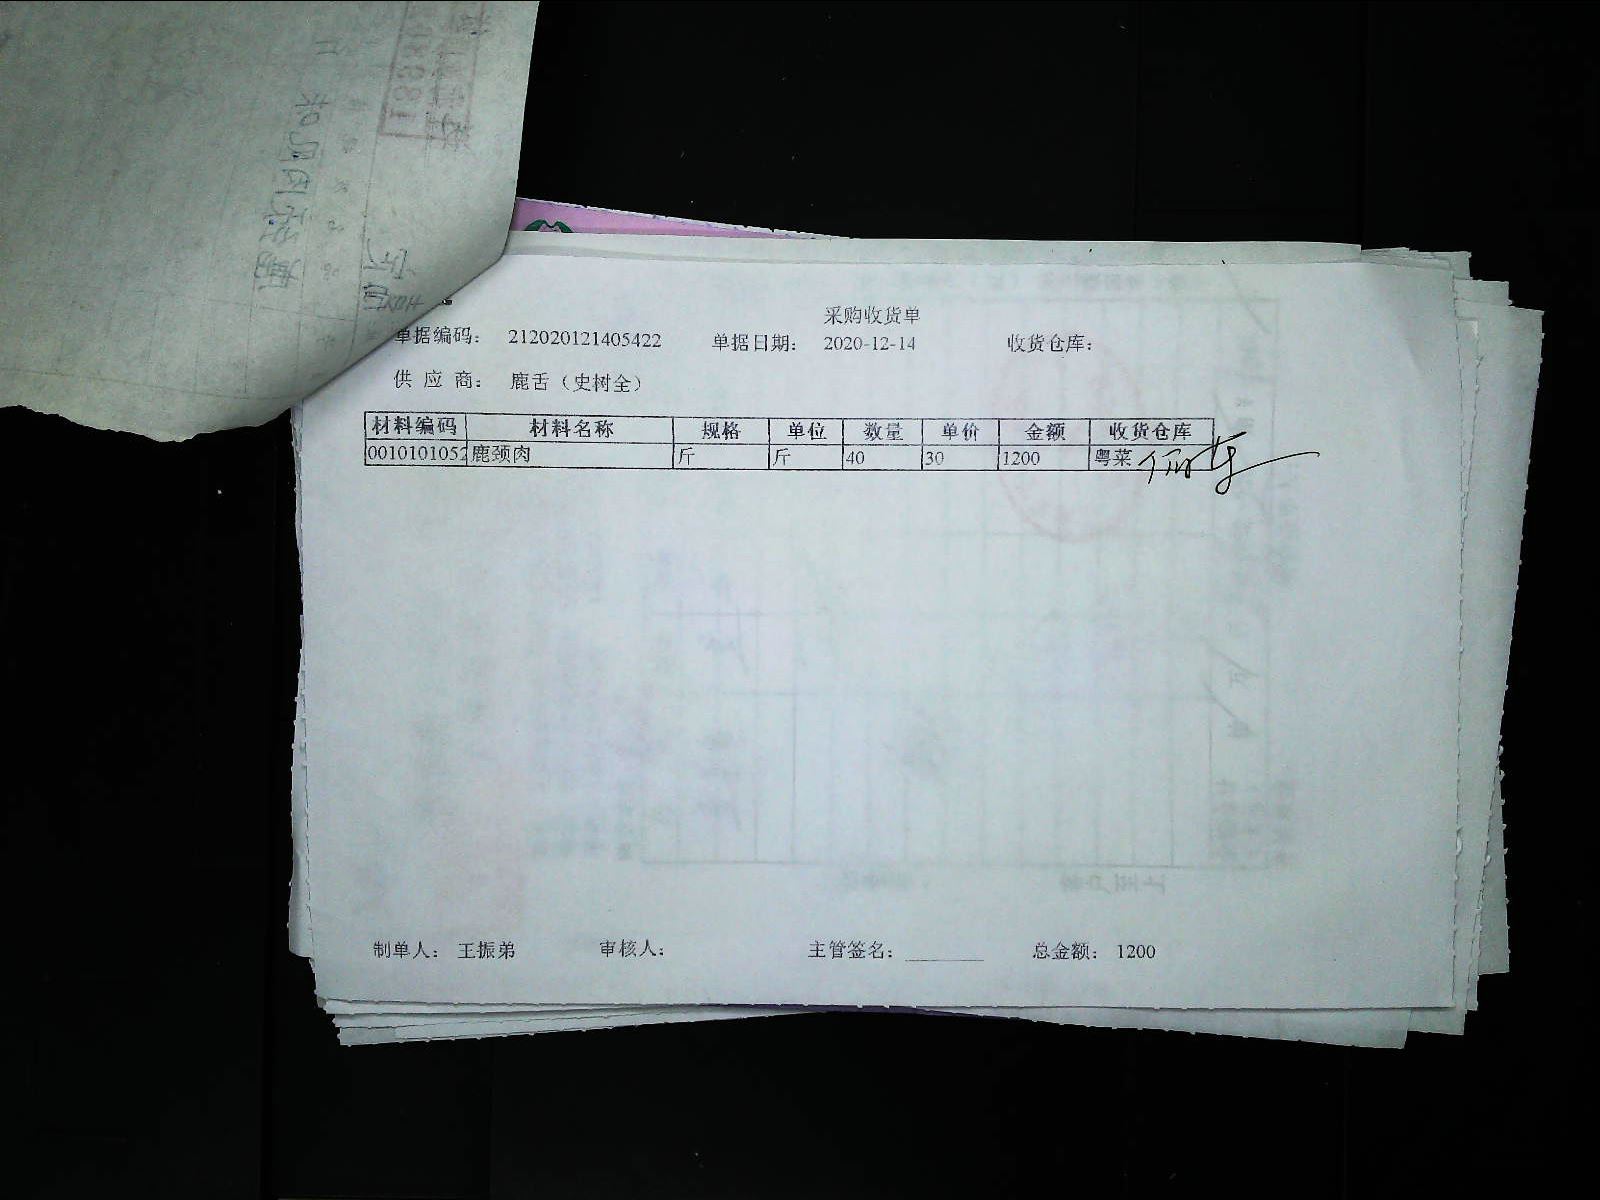 采购收货单
单据编码： 212020121405422 单据日期： 2020-12-14 收货仓库：
供 应 商： 鹿舌（史树全）
材料编码 材料名称 规格 单位 数量 单价 金额 收货仓库
0010101052 鹿颈肉 斤 斤 40 30 1200 粤菜
制单人： 王振弟 审核人： 主管签名： 总金额： 1200